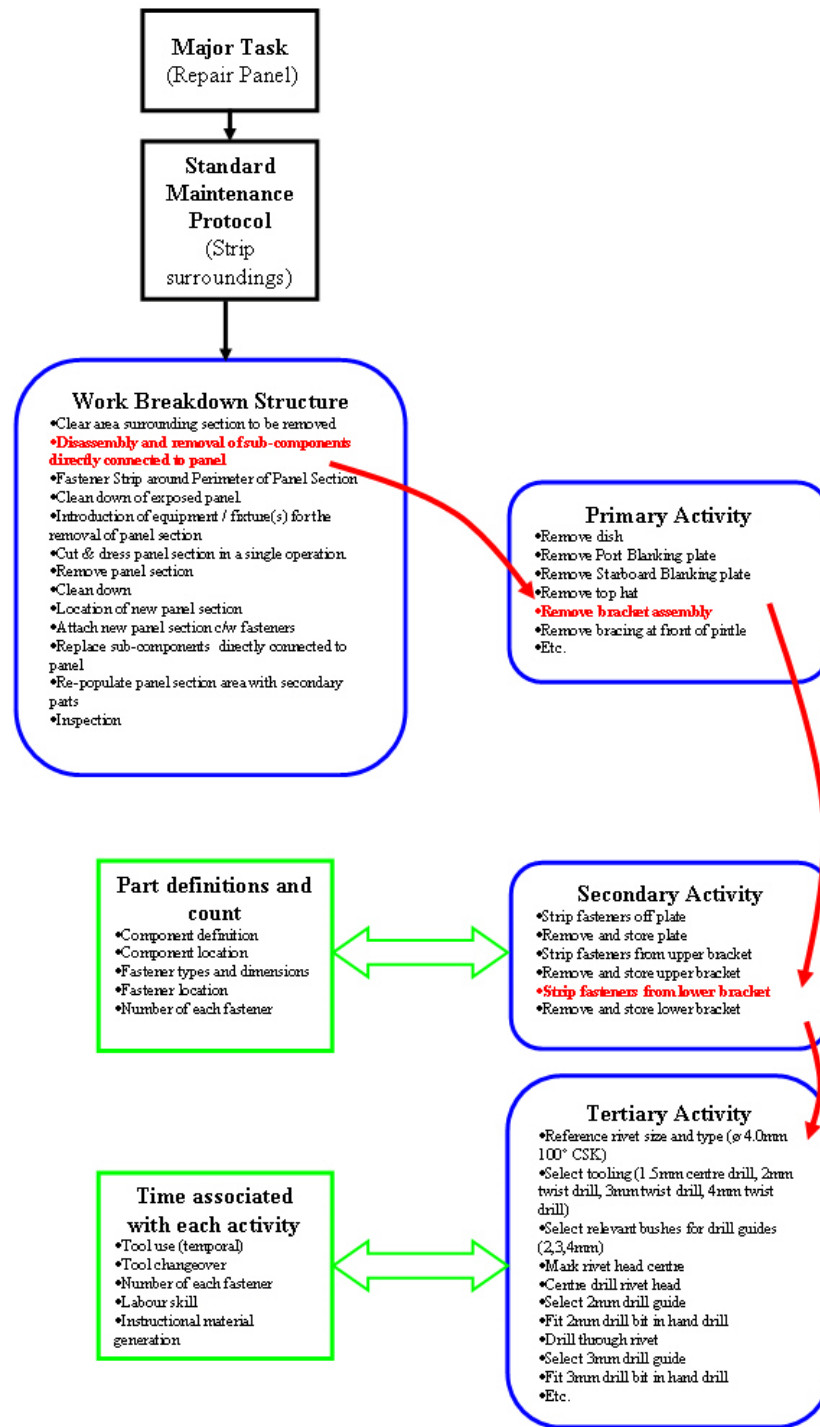 Major Task
(Repair Panel)
Standard
Maintenance
Protocol
(Strip
surroundings)
Work Breakdown Structure
•Clear area surrounding section to be removed
•Disassembly and removal of sub-components
directly connected to panel
•Fastener Strip around Perimeter of Panel Section
•Clean down of exposed panel.
•Introduction of equipment / fixture(s) for the
removal of panel section
•Cut & dress panel section in a single operation.
•Remove panel section
•Clean down
•Location of new panel section
•Attach new panel section c/w fasteners
•Replace sub-components directly connected to
panel
•Re-populate panel section area with secondary
parts
•Inspection
Primary Activity
•Remove dish
•Remove Port Blanking plate
•Remove Starboard Blanking plate
•Remove top hat
•Remove bracket assembly
•Remove bracing at front of pintle
•Etc.
Part definitions and
count
•Component definition
•Component location
•Fastener types and dimensions
•Fastener location
•Number of each fastener
Secondary Activity
•Strip fasteners off plate
•Remove and store plate
•Strip fasteners from upper bracket
•Remove and store upper bracket
•Strip fasteners from lower bracket
•Remove and store lower bracket
Time associated
with each activity
•Tool use (temporal)
•Tool changeover
•Number of each fastener
•Labour skill
•Instructional material
generation
Tertiary Activity
•Reference rivet size and type (ø 4.0mm
100° CSK)
•Select tooling (1.5mm centre drill, 2mm
twist drill, 3mm twist drill, 4mm twist
drill)
•Select relevant bushes for drill guides
(2,3,4mm)
•Mark rivet head centre
•Centre drill rivet head
•Select 2mm drill guide
•Fit 2mm drill bit in hand drill
•Drill through rivet
•Select 3mm drill guide
•Fit 3mm drill bit in hand drill
•Etc.